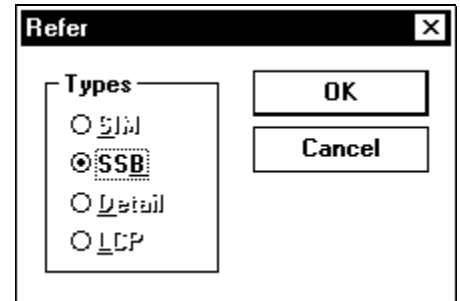 Refer
Types
SIM
SSB
Detail
LCP
OK
Cancel